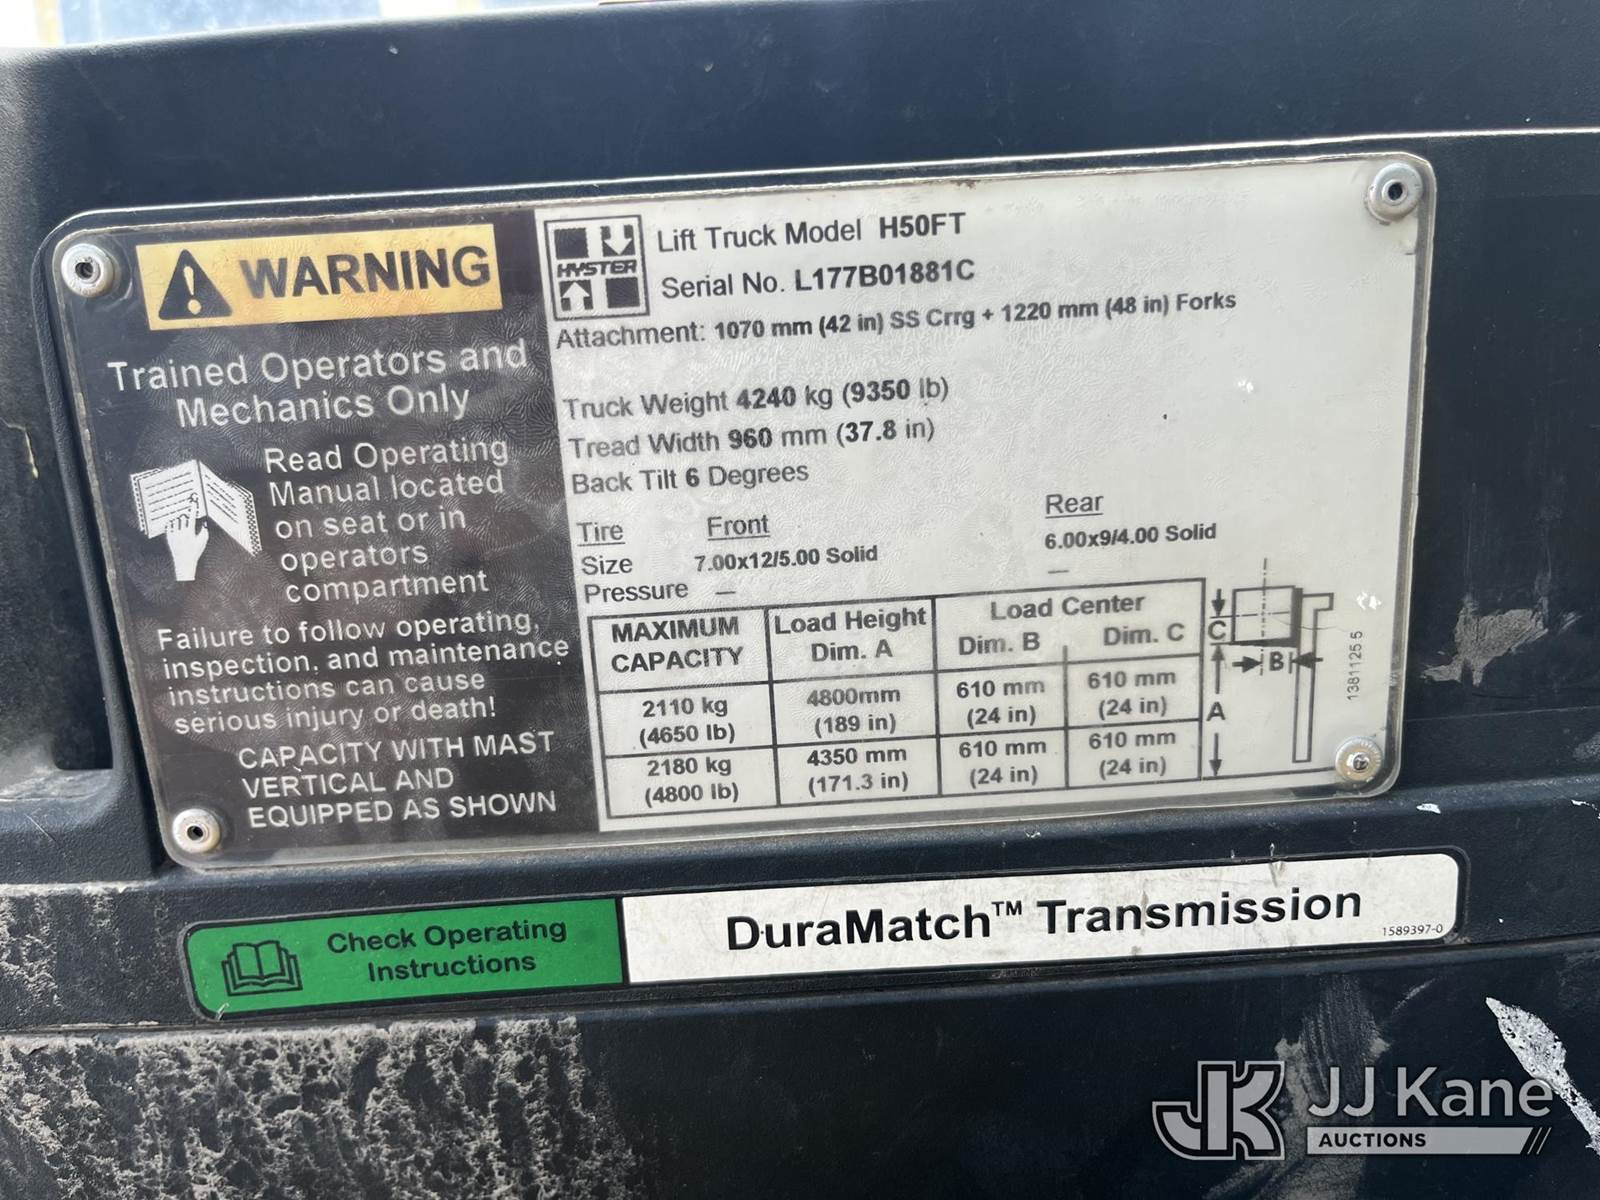 WARNING
Trained Operators and
Mechanics Only
Read Operating
Manual located
on seat or in
operators
compartment
Failure to follow operating,
inspection, and maintenance
instructions can cause
serious injury or death!
CAPACITY WITH MAST
VERTICAL AND
EQUIPPED AS SHOWN
HYSTER
Lift Truck Model H50FT
Serial No. L177B01881C
Attachment: 1070 mm (42 in) SS Crrg + 1220 mm (48 in) Forks
Truck Weight 4240 kg (9350 lb)
Tread Width 960 mm (37.8 in)
Back Tilt 6 Degrees
Tire Front Rear
Size 7.00x12/5.00 Solid 6.00x9/4.00 Solid
Pressure — —
MAXIMUM CAPACITY Load Height Dim. A Load Center Dim. B Dim. C
2110 kg (4650 lb) 4800mm (189 in) 610 mm (24 in) 610 mm (24 in)
2180 kg (4800 lb) 4350 mm (171.3 in) 610 mm (24 in) 610 mm (24 in)
C
B
A
1381125 5
Check Operating
Instructions
DuraMatch™ Transmission
1589397-0
JK JJ Kane
AUCTIONS